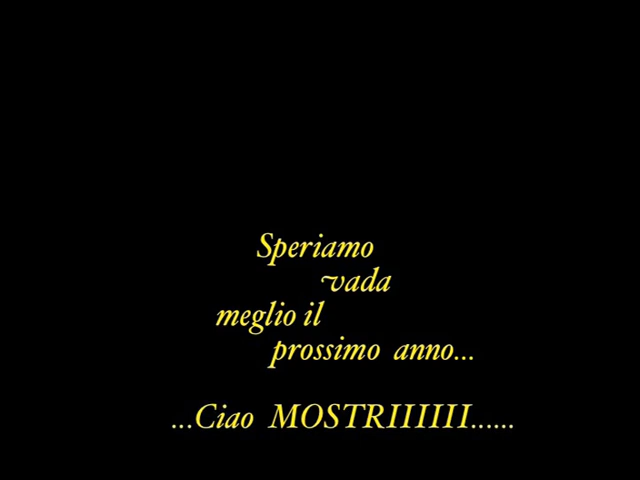 Speriamo
vada
meglio il
prossimo anno...
...Ciao MOSTRIIIIII......